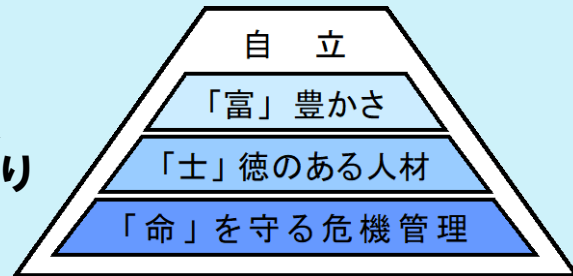 自　立
「富」豊かさ
「士」徳のある人材
り
「命」を守る危機管理